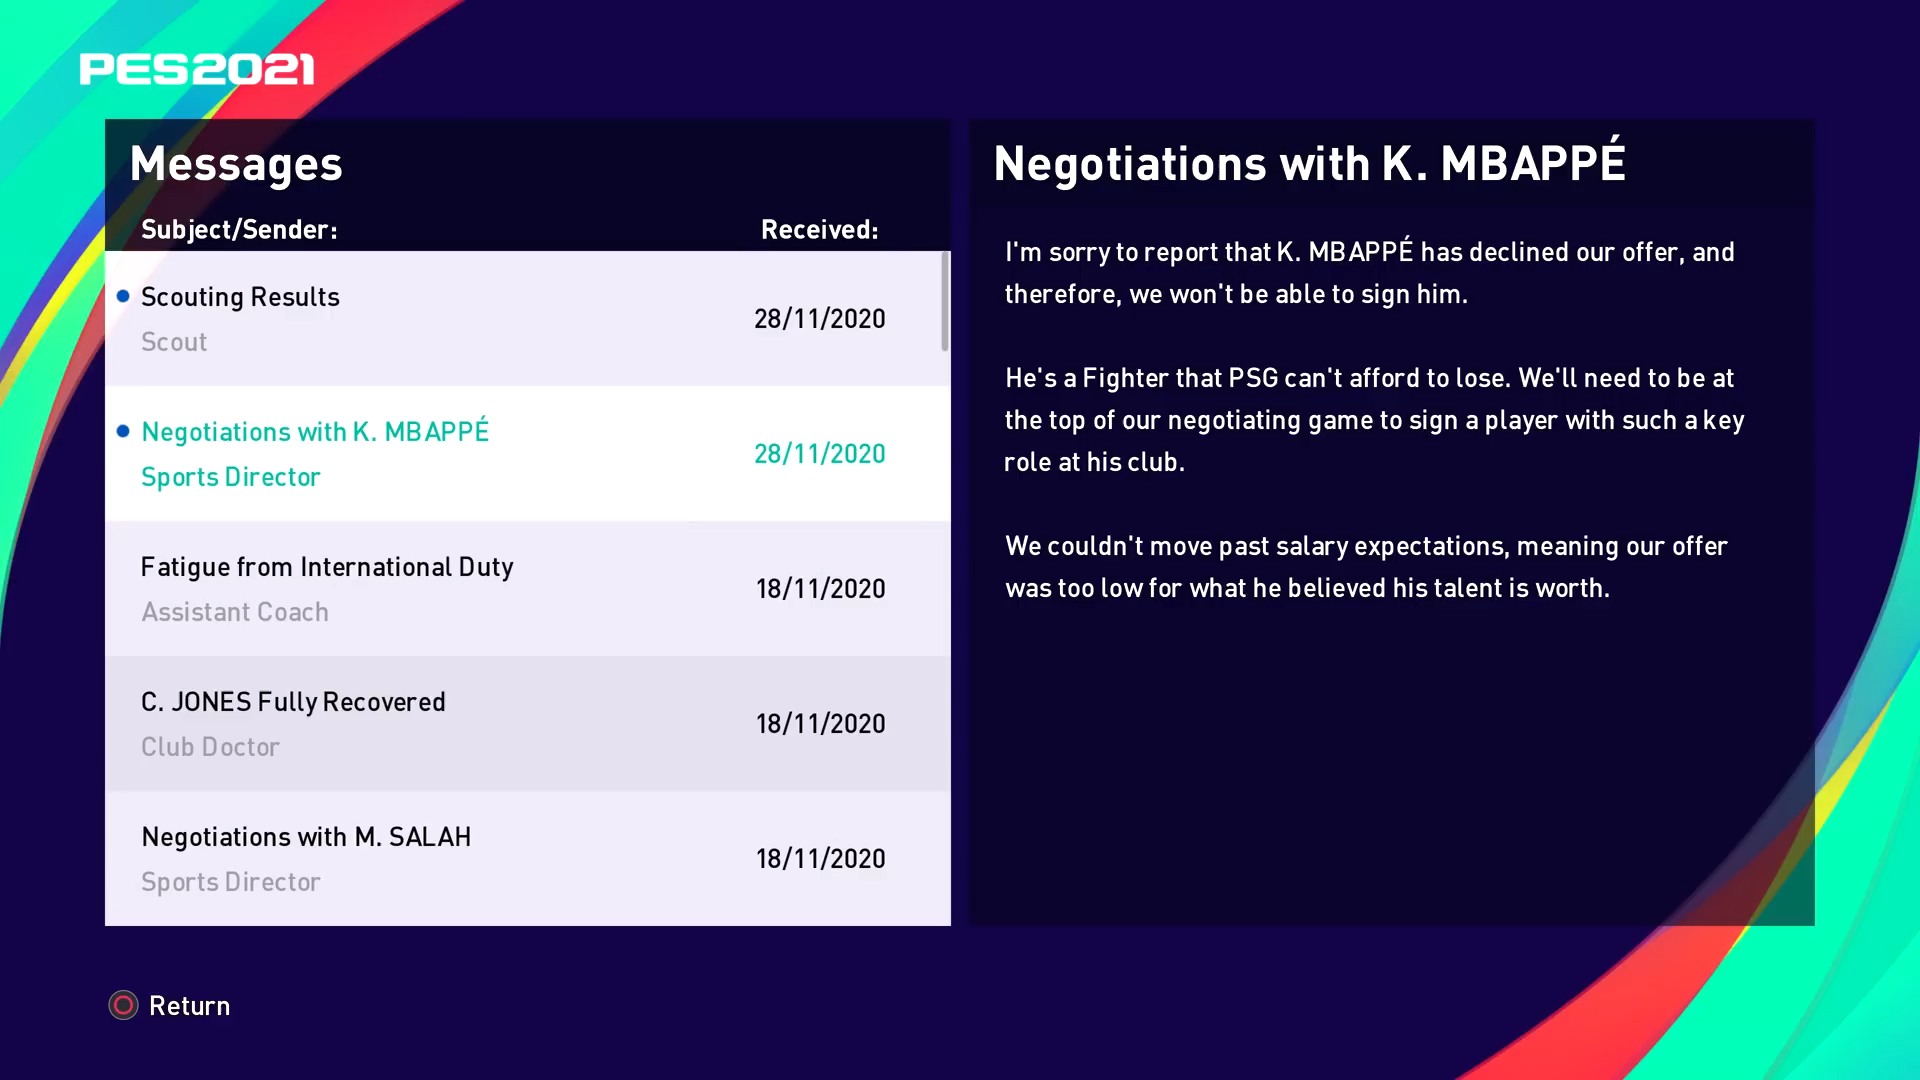 PES2021
Messages
Subject/Sender: Received:
Scouting Results
Scout
28/11/2020
Negotiations with K. MBAPPÉ
Sports Director
28/11/2020
Fatigue from International Duty
Assistant Coach
18/11/2020
C. JONES Fully Recovered
Club Doctor
18/11/2020
Negotiations with M. SALAH
Sports Director
18/11/2020
Negotiations with K. MBAPPÉ
I'm sorry to report that K. MBAPPÉ has declined our offer, and
therefore, we won't be able to sign him.
He's a Fighter that PSG can't afford to lose. We'll need to be at
the top of our negotiating game to sign a player with such a key
role at his club.
We couldn't move past salary expectations, meaning our offer
was too low for what he believed his talent is worth.
Return